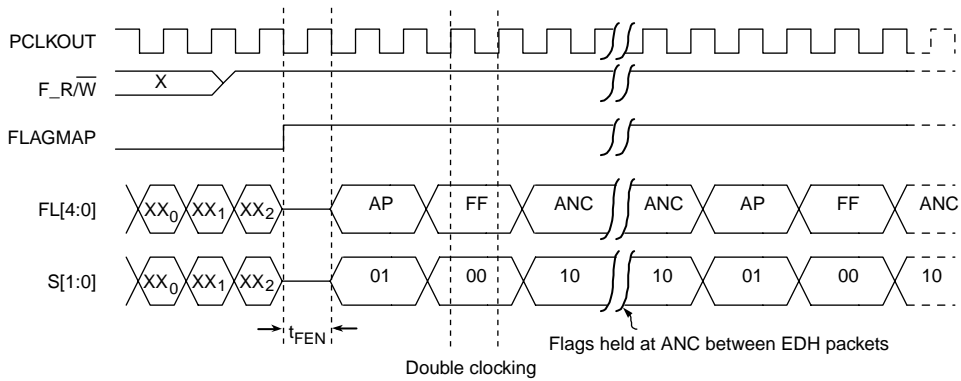 PCLKOUT
F_R/W̅ X
FLAGMAP
FL[4:0] XX₀ XX₁ XX₂ AP FF ANC ANC AP FF ANC
S[1:0] XX₀ XX₁ XX₂ 01 00 10 10 01 00 10
tFEN
Flags held at ANC between EDH packets
Double clocking